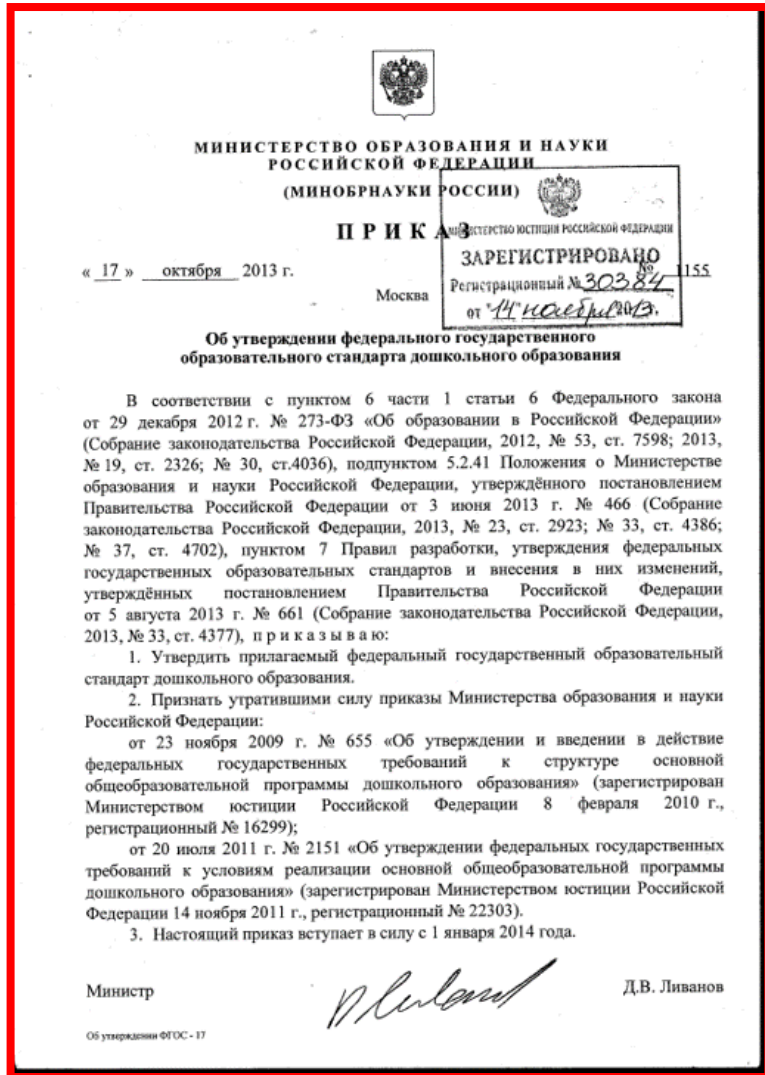 МИНИСТЕРСТВО ОБРАЗОВАНИЯ И НАУКИ
РОССИЙСКОЙ ФЕДЕРАЦИИ
(МИНОБРНАУКИ РОССИИ)
ПРИКАЗ
МИНИСТЕРСТВО ЮСТИЦИИ РОССИЙСКОЙ ФЕДЕРАЦИИ
ЗАРЕГИСТРИРОВАНО
Регистрационный № 30384
от "14" ноября 2013.
« 17 » октября 2013 г. № 1155
Москва
Об утверждении федерального государственного
образовательного стандарта дошкольного образования
В соответствии с пунктом 6 части 1 статьи 6 Федерального закона
от 29 декабря 2012 г. № 273-ФЗ «Об образовании в Российской Федерации»
(Собрание законодательства Российской Федерации, 2012, № 53, ст. 7598; 2013,
№ 19, ст. 2326; № 30, ст.4036), подпунктом 5.2.41 Положения о Министерстве
образования и науки Российской Федерации, утверждённого постановлением
Правительства Российской Федерации от 3 июня 2013 г. № 466 (Собрание
законодательства Российской Федерации, 2013, № 23, ст. 2923; № 33, ст. 4386;
№ 37, ст. 4702), пунктом 7 Правил разработки, утверждения федеральных
государственных образовательных стандартов и внесения в них изменений,
утверждённых постановлением Правительства Российской Федерации
от 5 августа 2013 г. № 661 (Собрание законодательства Российской Федерации,
2013, № 33, ст. 4377), п р и к а з ы в а ю:
1. Утвердить прилагаемый федеральный государственный образовательный
стандарт дошкольного образования.
2. Признать утратившими силу приказы Министерства образования и науки
Российской Федерации:
от 23 ноября 2009 г. № 655 «Об утверждении и введении в действие
федеральных государственных требований к структуре основной
общеобразовательной программы дошкольного образования» (зарегистрирован
Министерством юстиции Российской Федерации 8 февраля 2010 г.,
регистрационный № 16299);
от 20 июля 2011 г. № 2151 «Об утверждении федеральных государственных
требований к условиям реализации основной общеобразовательной программы
дошкольного образования» (зарегистрирован Министерством юстиции Российской
Федерации 14 ноября 2011 г., регистрационный № 22303).
3. Настоящий приказ вступает в силу с 1 января 2014 года.
Министр Д.В. Ливанов
Об утверждении ФГОС - 17